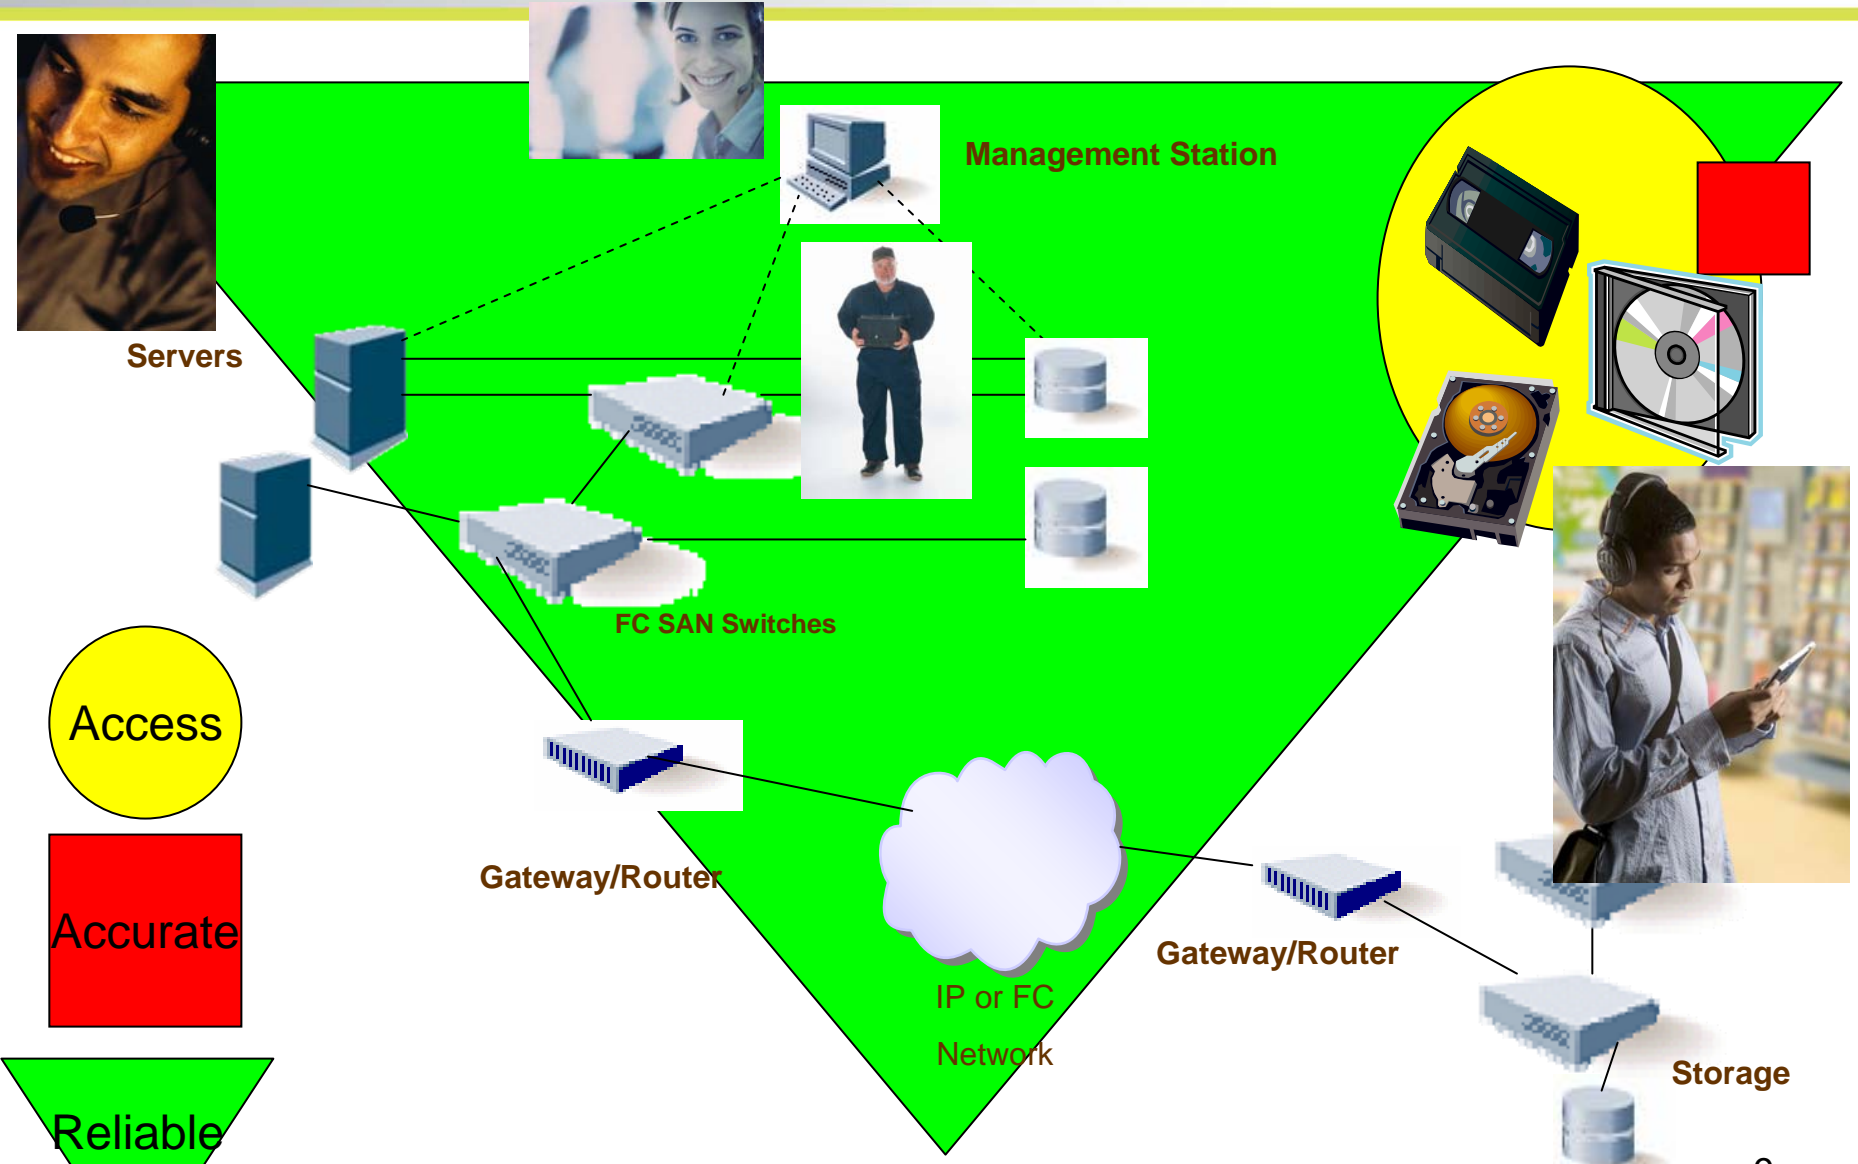 Management Station
Servers
FC SAN Switches
Access
Gateway/Router
Accurate
Gateway/Router
IP or FC
Network
Storage
Reliable